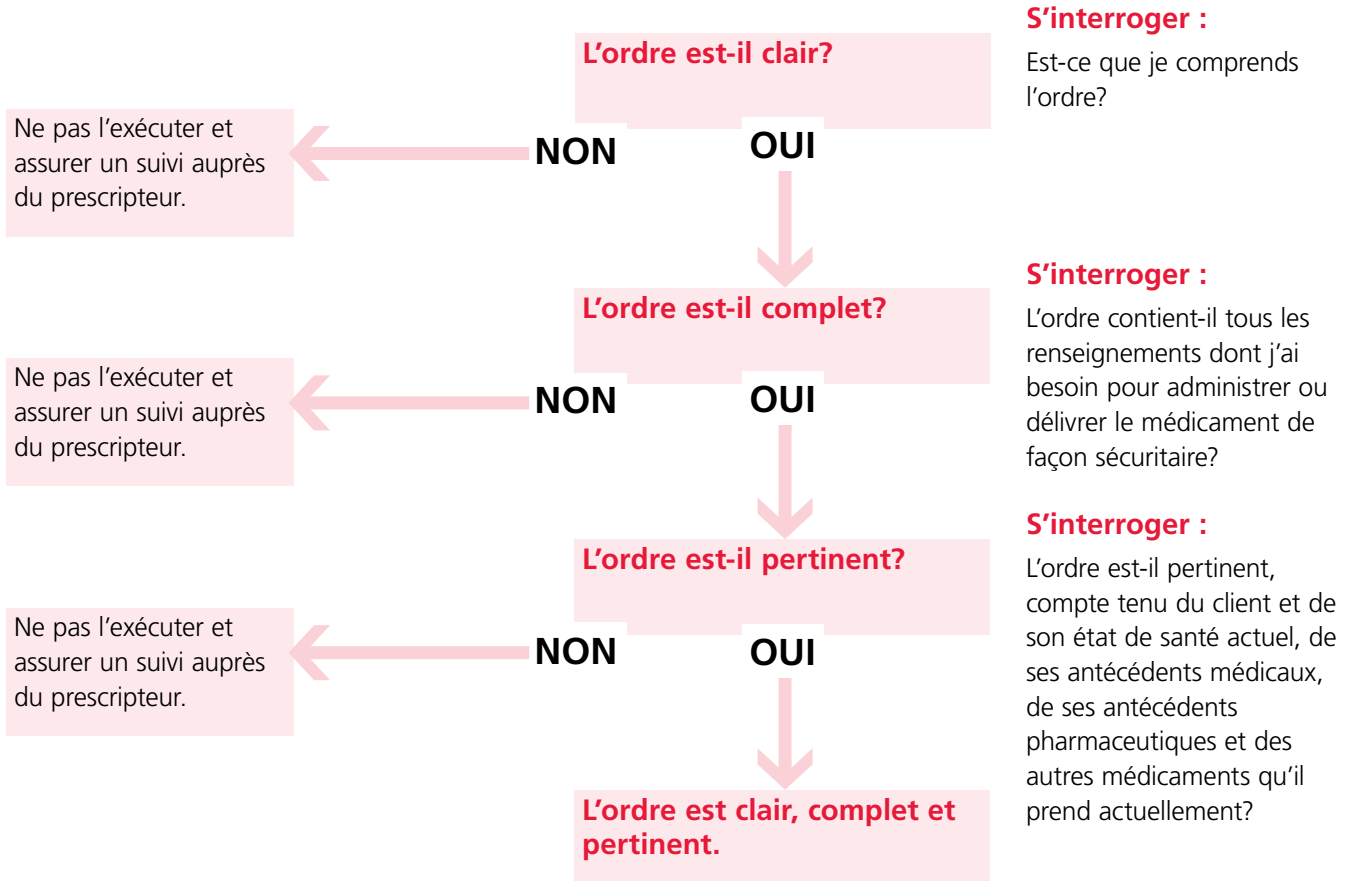 S'interroger :
L'ordre est-il clair?
Est-ce que je comprends
l'ordre?
Ne pas l'exécuter et
assurer un suivi auprès
du prescripteur.
NON
OUI
S'interroger :
L'ordre est-il complet?
L'ordre contient-il tous les
renseignements dont j'ai
besoin pour administrer ou
délivrer le médicament de
façon sécuritaire?
Ne pas l'exécuter et
assurer un suivi auprès
du prescripteur.
NON
OUI
S'interroger :
L'ordre est-il pertinent?
L'ordre est-il pertinent,
compte tenu du client et de
son état de santé actuel, de
ses antécédents médicaux,
de ses antécédents
pharmaceutiques et des
autres médicaments qu'il
prend actuellement?
Ne pas l'exécuter et
assurer un suivi auprès
du prescripteur.
NON
OUI
L'ordre est clair, complet et
pertinent.